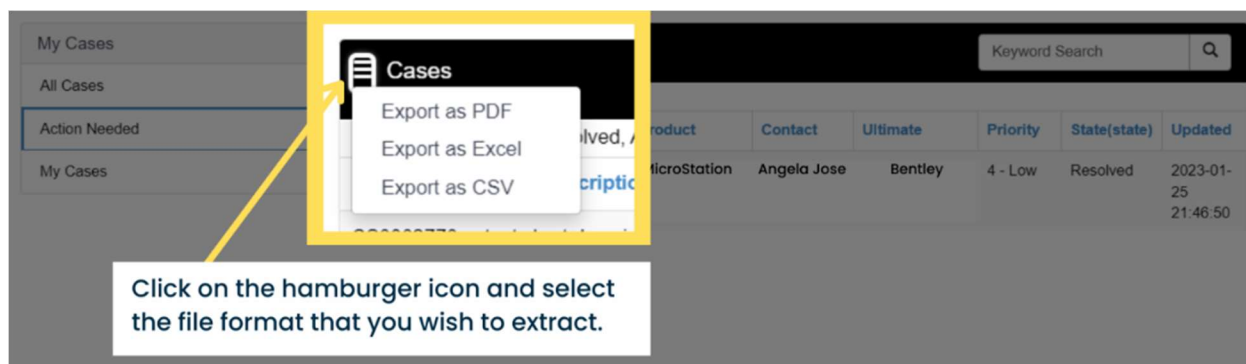 My Cases
All Cases
Action Needed
My Cases
Cases
Export as PDF
Export as Excel
Export as CSV
Keyword Search
Product Contact Ultimate Priority State(state) Updated
MicroStation Angela Jose Bentley 4 - Low Resolved 2023-01-
25
21:46:50
Click on the hamburger icon and select
the file format that you wish to extract.